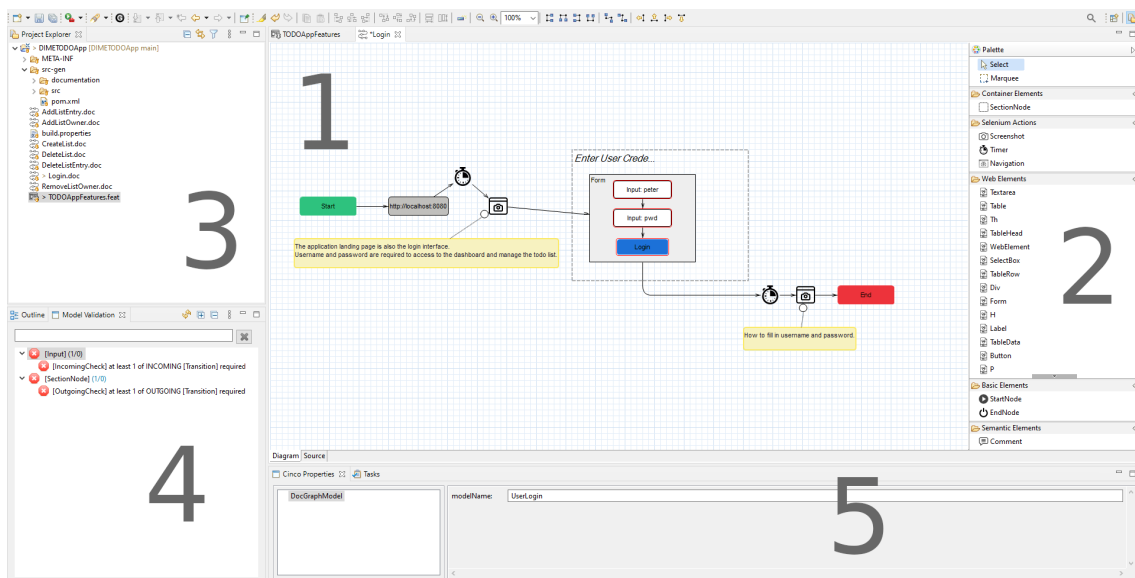 100%
Project Explorer
DIMETODOApp [DIMETODOApp main]
META-INF
src-gen
documentation
src
pom.xml
AddListEntry.doc
AddListOwner.doc
build.properties
CreateList.doc
DeleteList.doc
DeleteListEntry.doc
> Login.doc
RemoveListOwner.doc
> TODOAppFeatures.feat
3
Outline
Model Validation
[Input] (1/0)
[IncomingCheck] at least 1 of INCOMING [Transition] required
[SectionNode] (1/0)
[OutgoingCheck] at least 1 of OUTGOING [Transition] required
4
TODOAppFeatures
*Login
1
Enter User Crede...
Form
Input: peter
Start
http://localhost:8080
Input: pwd
Login
The application landing page is also the login interface.
Username and password are required to access to the dashboard and manage the todo list.
End
How to fill in username and password.
Diagram Source
Palette
Select
Marquee
Container Elements
SectionNode
Selenium Actions
Screenshot
Timer
Navigation
Web Elements
Textarea
Table
Th
TableHead
WebElement
SelectBox
TableRow
Div
Form
H
Label
TableData
Button
P
Basic Elements
StartNode
EndNode
Semantic Elements
Comment
2
Cinco Properties
Tasks
DocGraphModel
modelName:
UserLogin
5